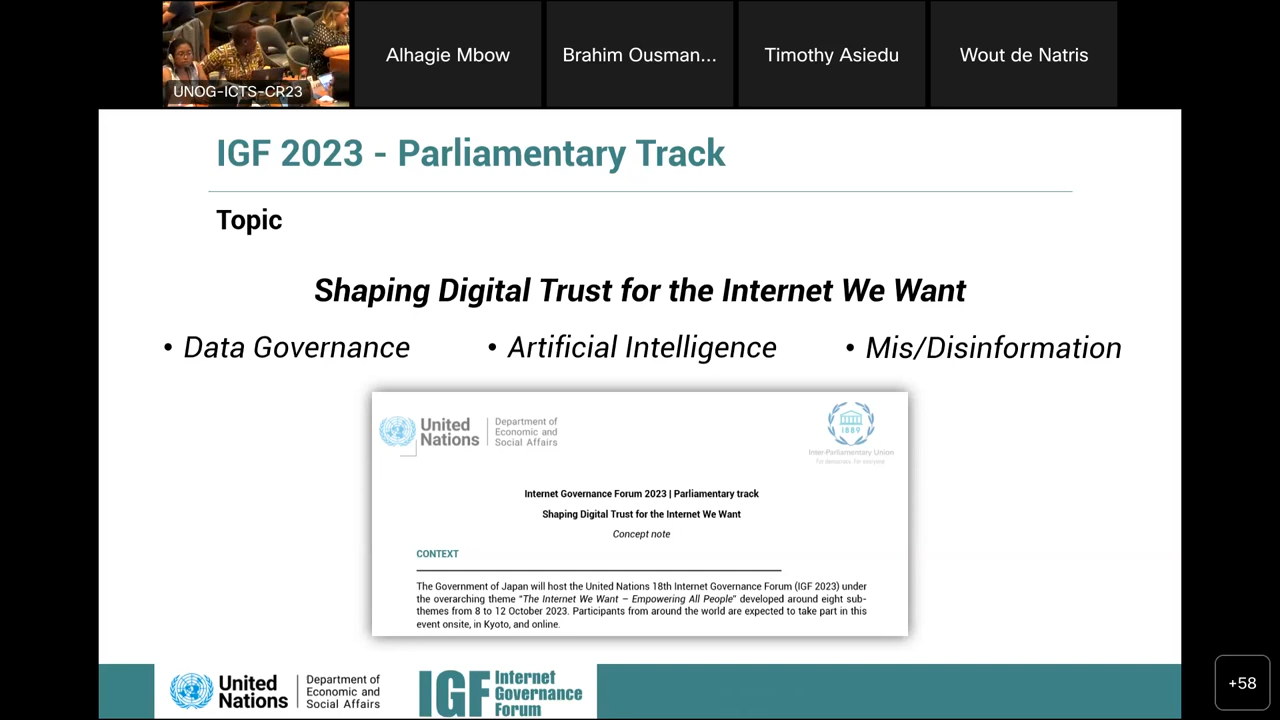 UNOG-ICTS-CR23
Alhagie Mbow
Brahim Ousman...
Timothy Asiedu
Wout de Natris
IGF 2023 - Parliamentary Track
Topic
Shaping Digital Trust for the Internet We Want
• Data Governance
• Artificial Intelligence
• Mis/Disinformation
United
Nations
Department of
Economic and
Social Affairs
1889
Inter-Parliamentary Union
For democracy. For everyone.
Internet Governance Forum 2023 | Parliamentary track
Shaping Digital Trust for the Internet We Want
Concept note
CONTEXT
The Government of Japan will host the United Nations 18th Internet Governance Forum (IGF 2023) under
the overarching theme “The Internet We Want – Empowering All People” developed around eight sub-
themes from 8 to 12 October 2023. Participants from around the world are expected to take part in this
event onsite, in Kyoto, and online.
United
Nations
Department of
Economic and
Social Affairs
IGF
Internet
Governance
Forum
+58